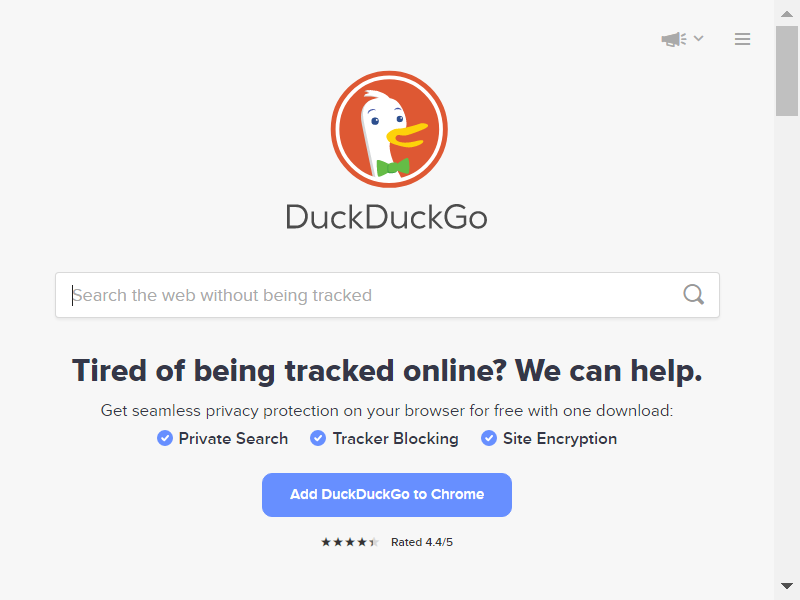 DuckDuckGo
Search the web without being tracked
Tired of being tracked online? We can help.
Get seamless privacy protection on your browser for free with one download:
Private Search Tracker Blocking Site Encryption
Add DuckDuckGo to Chrome
Rated 4.4/5